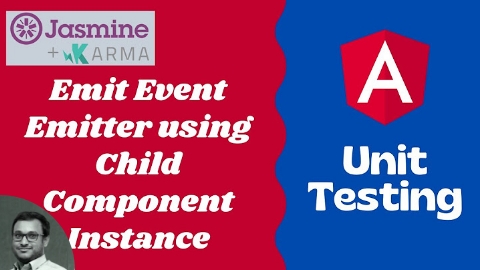 Jasmine
+ KARMA
Emit Event
Emitter using
Child
Component
Instance
A
Unit
Testing